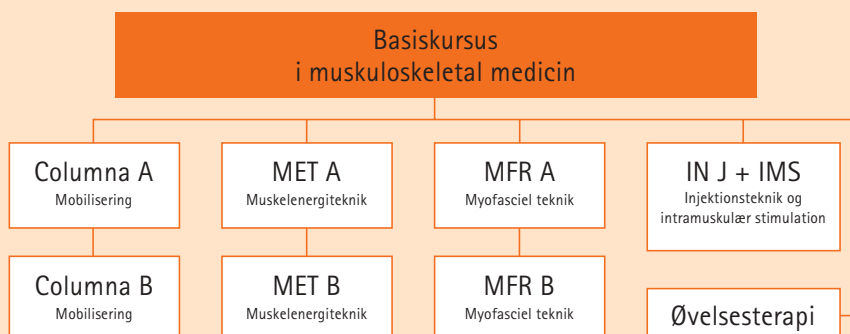 Basiskursus
i muskuloskeletal medicin
Columna A
Mobilisering
MET A
Muskelenergiteknik
MFR A
Myofasciel teknik
IN J + IMS
Injektionsteknik og
intramuskulær stimulation
Columna B
Mobilisering
MET B
Muskelenergiteknik
MFR B
Myofasciel teknik
Øvelsesterapi